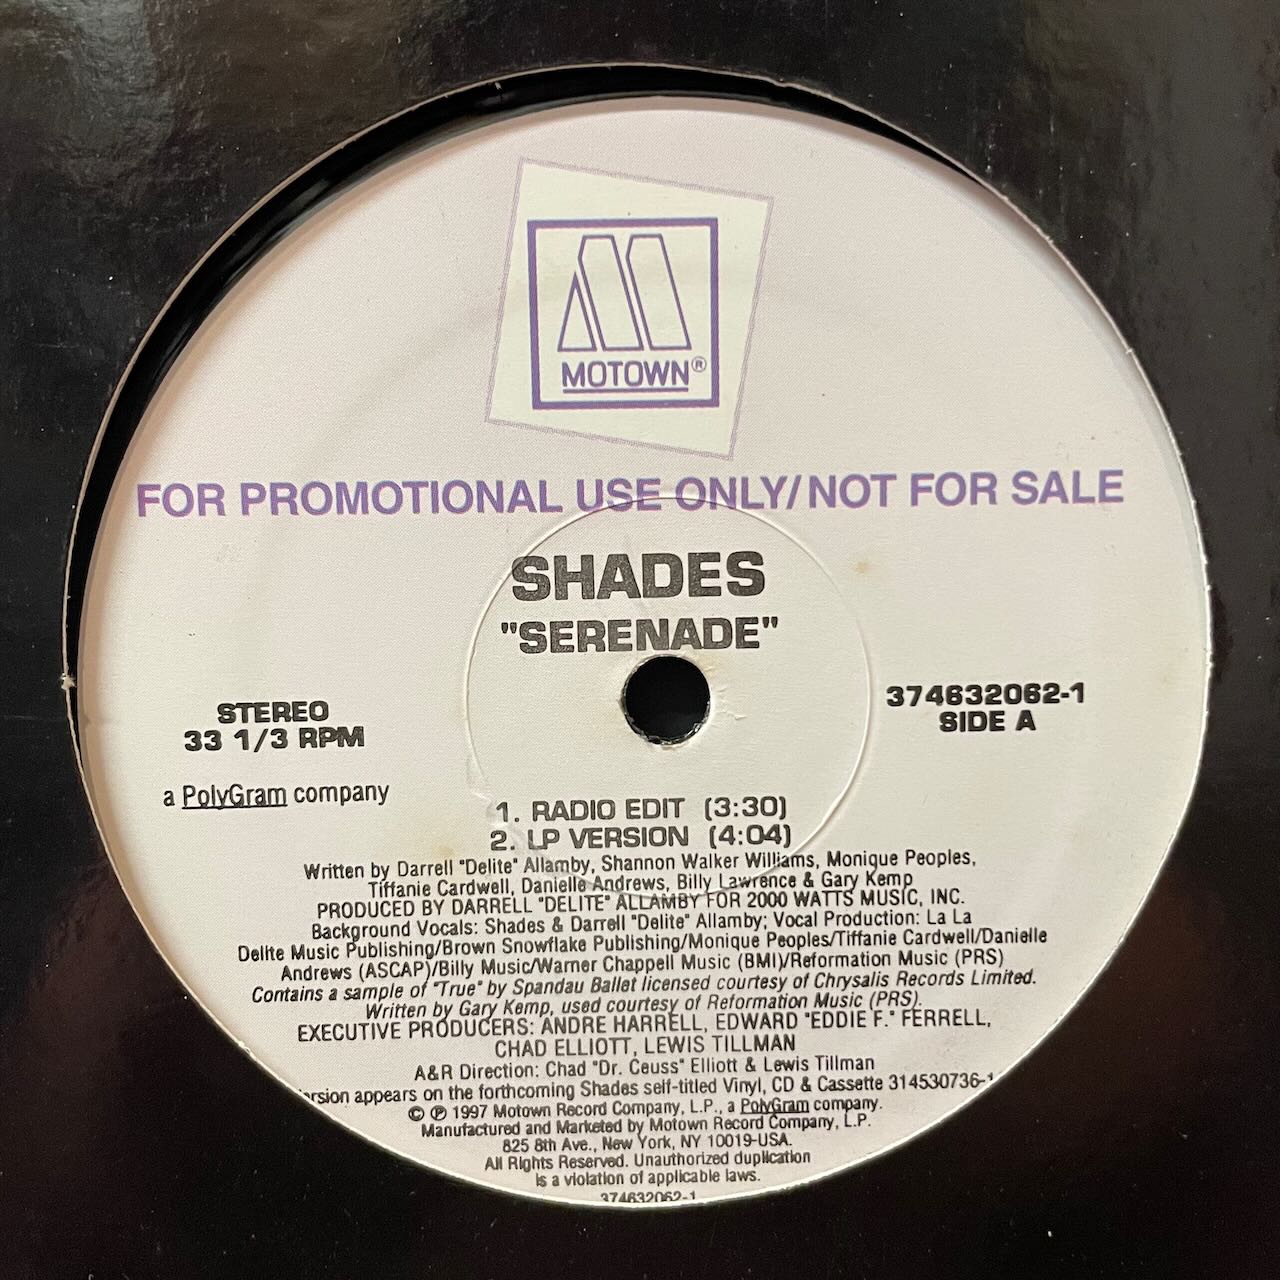 MOTOWN®
FOR PROMOTIONAL USE ONLY/NOT FOR SALE
SHADES
"SERENADE"
STEREO
33 1/3 RPM
a PolyGram company
374632062-1
SIDE A
1. RADIO EDIT (3:30)
2. LP VERSION (4:04)
Written by Darrell "Delite" Allamby, Shannon Walker Williams, Monique Peoples,
Tiffanie Cardwell, Danielle Andrews, Billy Lawrence & Gary Kemp
PRODUCED BY DARRELL "DELITE" ALLAMBY FOR 2000 WATTS MUSIC, INC.
Background Vocals: Shades & Darrell "Delite" Allamby; Vocal Production: La La
Delite Music Publishing/Brown Snowflake Publishing/Monique Peoples/Tiffanie Cardwell/Danielle
Andrews (ASCAP)/Billy Music/Warner Chappell Music (BMI)/Reformation Music (PRS)
Contains a sample of "True" by Spandau Ballet licensed courtesy of Chrysalis Records Limited.
Written by Gary Kemp, used courtesy of Reformation Music (PRS).
EXECUTIVE PRODUCERS: ANDRE HARRELL, EDWARD "EDDIE F." FERRELL,
CHAD ELLIOTT, LEWIS TILLMAN
A&R Direction: Chad "Dr. Ceuss" Elliott & Lewis Tillman
rsion appears on the forthcoming Shades self-titled Vinyl, CD & Cassette 314530736-1
© ℗ 1997 Motown Record Company, L.P., a PolyGram company.
Manufactured and Marketed by Motown Record Company, L.P.
825 8th Ave., New York, NY 10019-USA.
All Rights Reserved. Unauthorized duplication
is a violation of applicable laws.
374632062-1